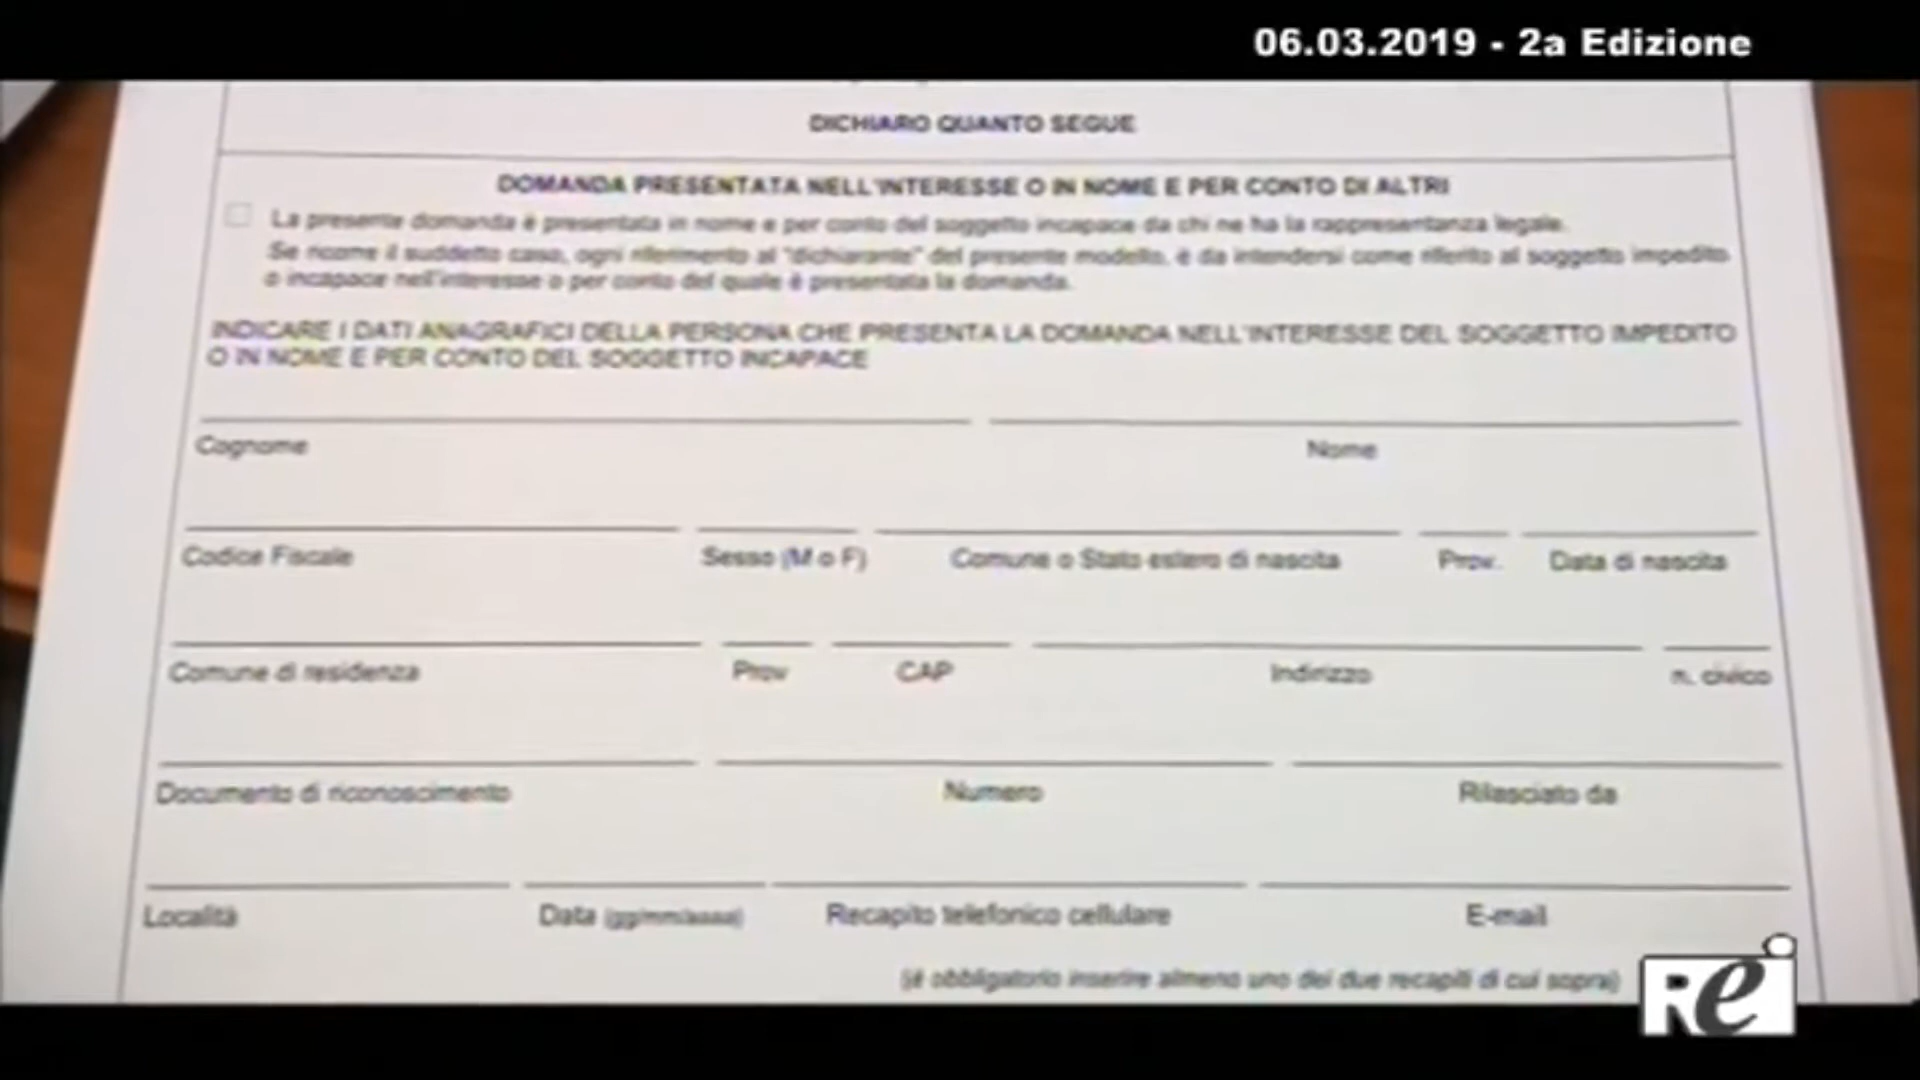 06.03.2019 - 2a Edizione
DICHIARO QUANTO SEGUE
DOMANDA PRESENTATA NELL'INTERESSE O IN NOME E PER CONTO DI ALTRI
La presente domanda è presentata in nome e per conto del soggetto incapace da chi ne ha la rappresentanza legale.
Se ricorre il suddetto caso, ogni riferimento al "dichiarante" del presente modello, è da intendersi come riferito al soggetto impedito
o incapace nell'interesse o per conto del quale è presentata la domanda.
INDICARE I DATI ANAGRAFICI DELLA PERSONA CHE PRESENTA LA DOMANDA NELL'INTERESSE DEL SOGGETTO IMPEDITO
O IN NOME E PER CONTO DEL SOGGETTO INCAPACE
Cognome Nome
Codice Fiscale Sesso (M o F) Comune o Stato estero di nascita Prov. Data di nascita
Comune di residenza Prov CAP Indirizzo n. civico
Documento di riconoscimento Numero Rilasciato da
Località Data (gg/mm/aaaa) Recapito telefonico cellulare E-mail
(è obbligatorio inserire almeno uno dei due recapiti di cui sopra)
Rei